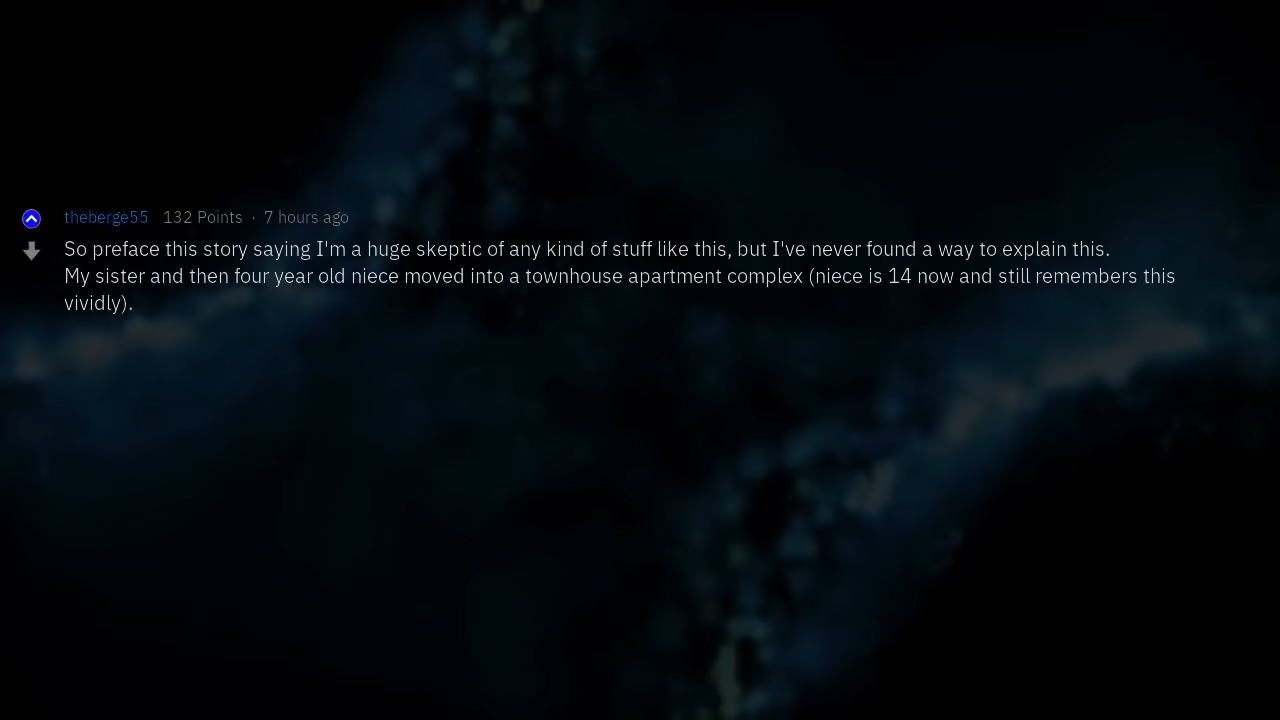 theberge55 132 Points · 7 hours ago
So preface this story saying I'm a huge skeptic of any kind of stuff like this, but I've never found a way to explain this.
My sister and then four year old niece moved into a townhouse apartment complex (niece is 14 now and still remembers this
vividly).